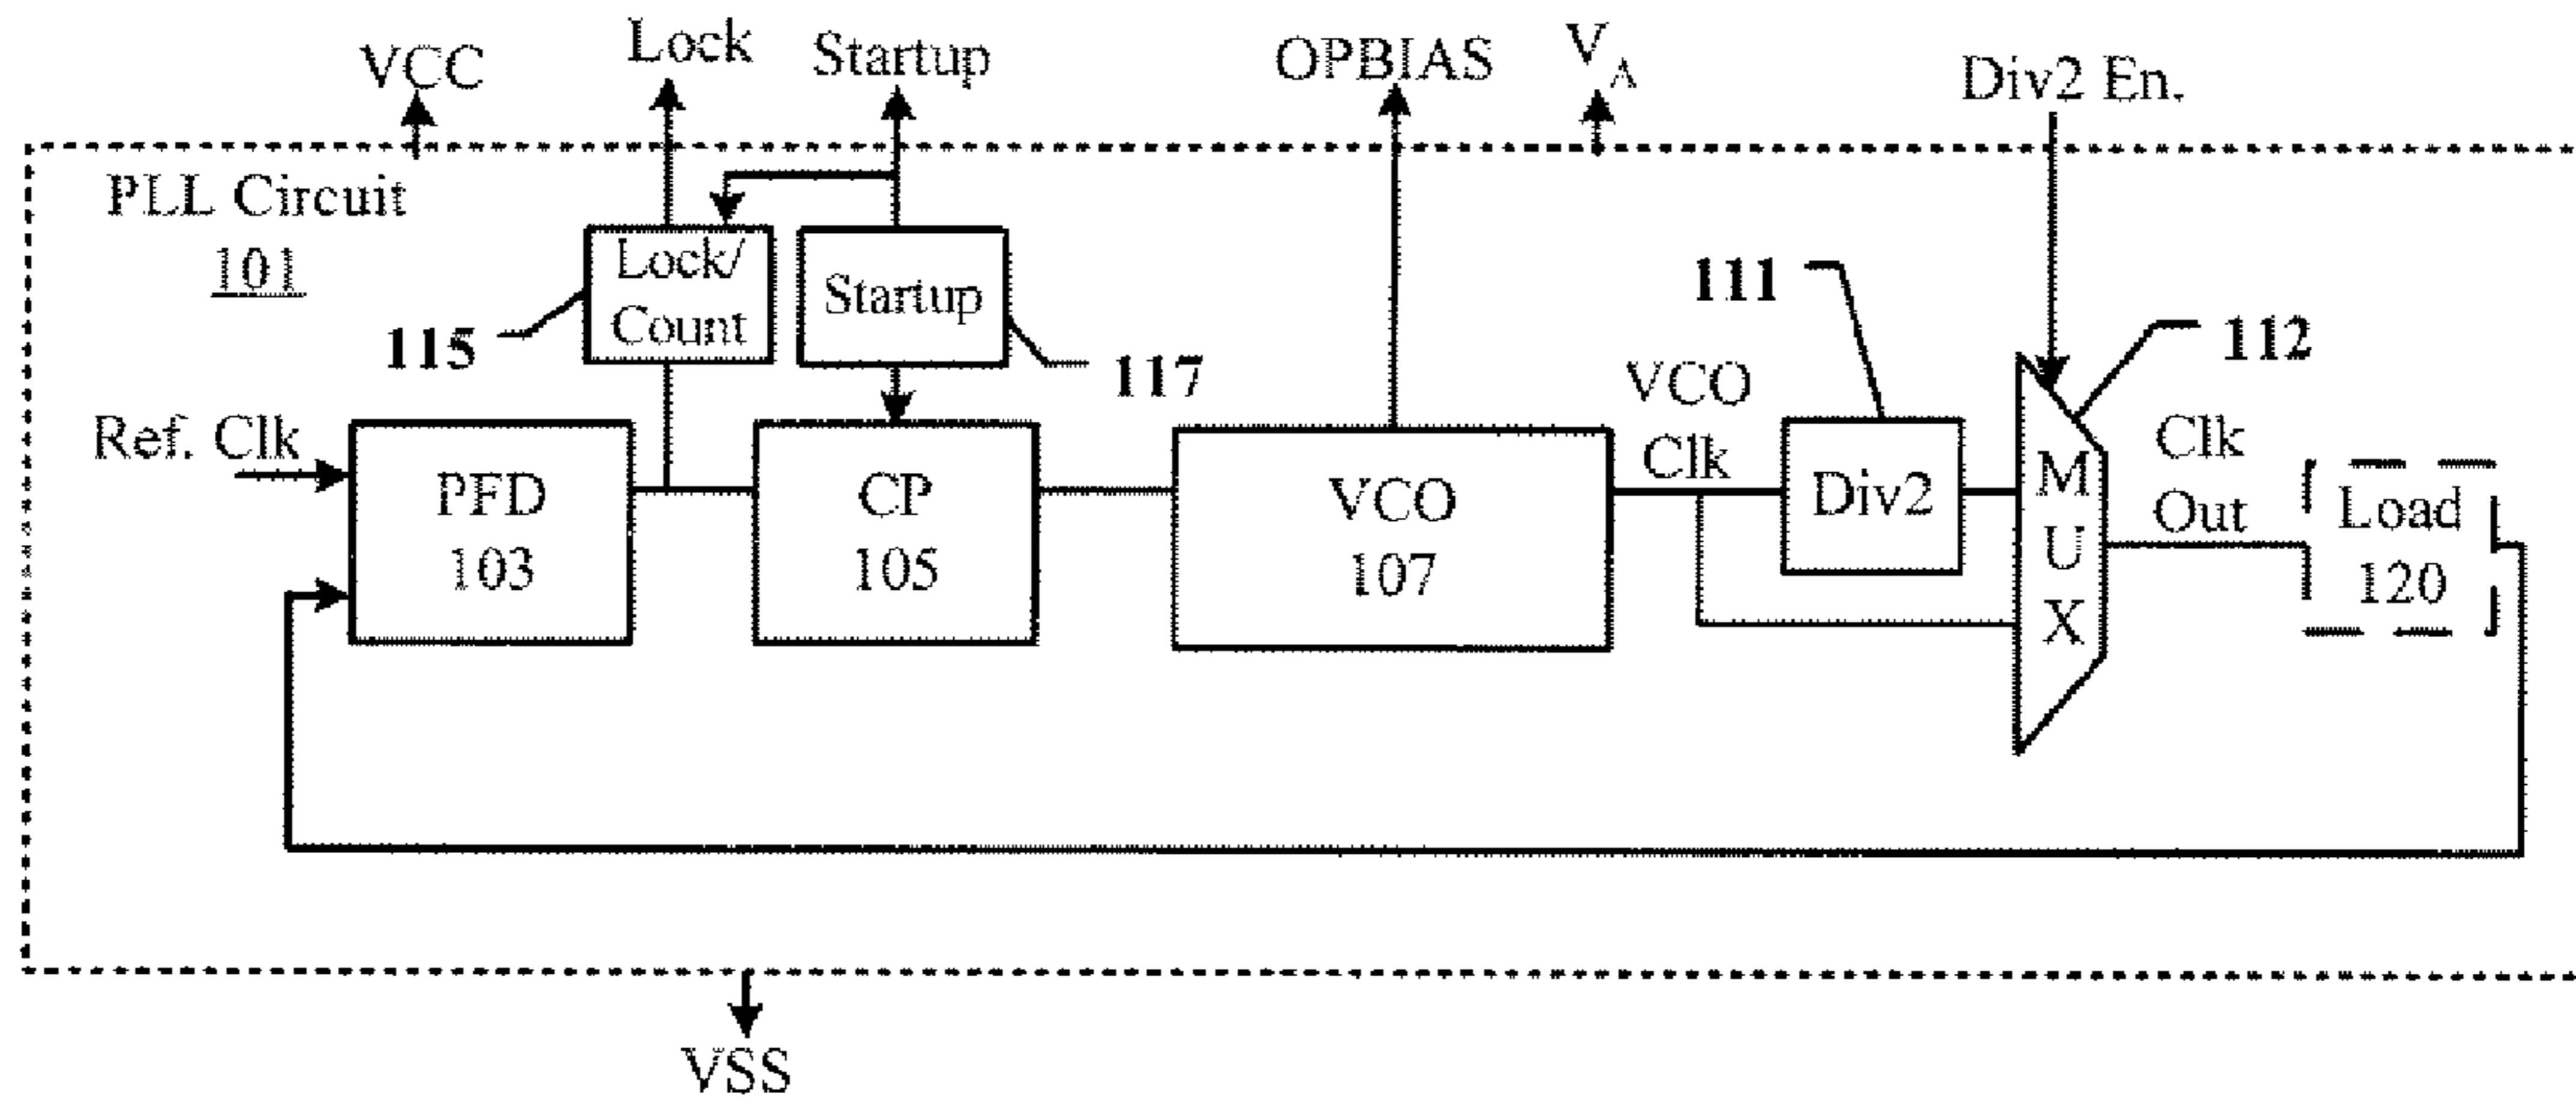 VCC
Lock
Startup
OPBIAS
V_A
Div2 En.
PLL Circuit
101
Lock/
Count
Startup
115
117
111
112
Ref. Clk
PFD
103
CP
105
VCO
107
VCO
Clk
Div2
M
U
X
Clk
Out
Load
120
VSS